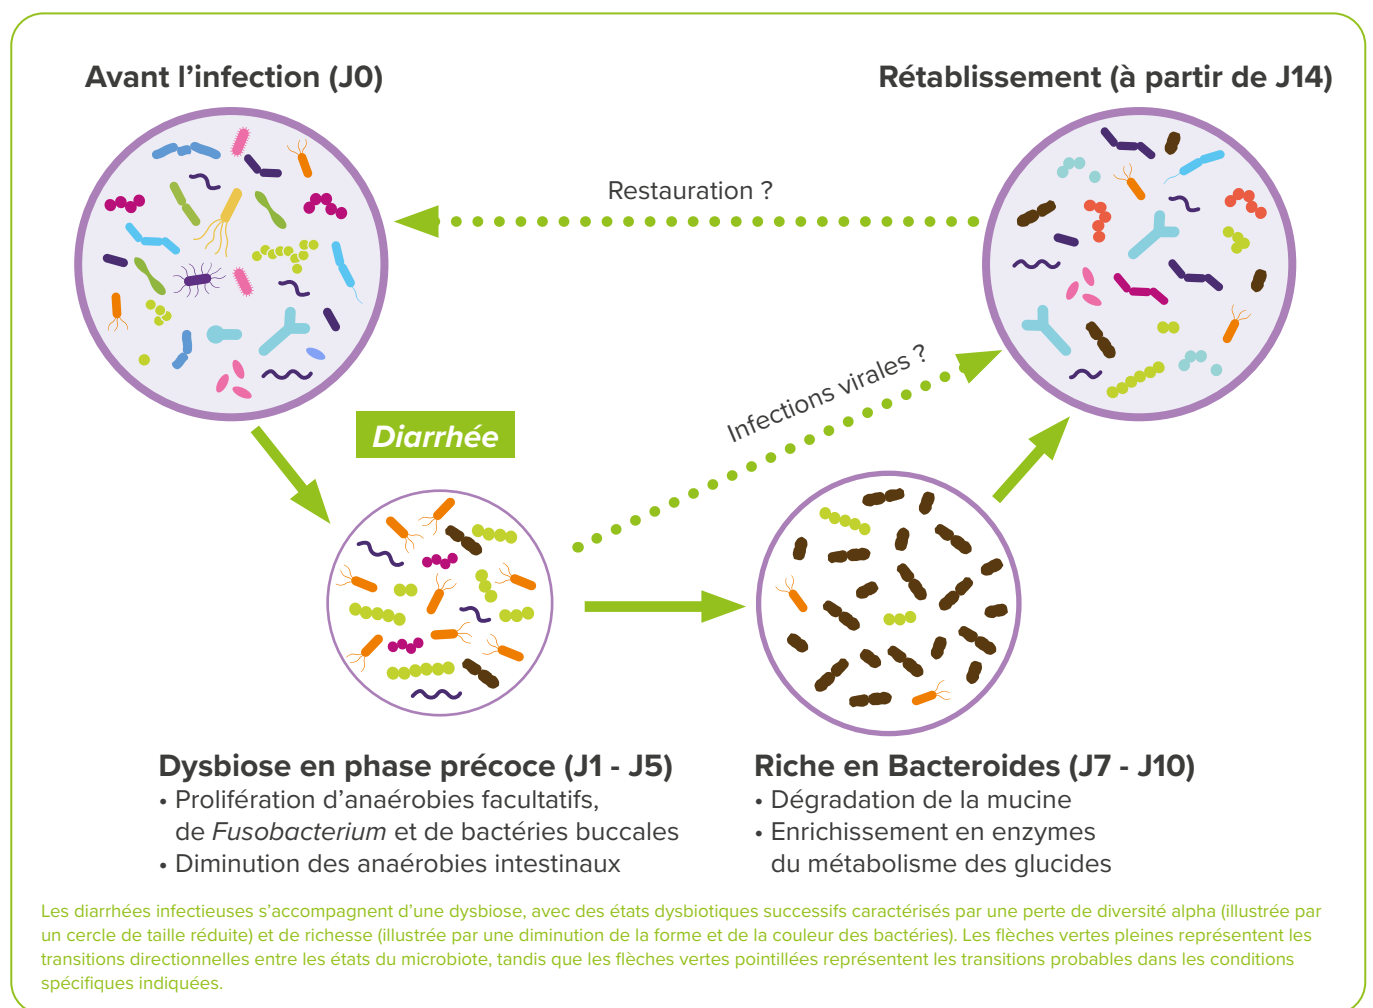 Avant l’infection (J0)
Rétablissement (à partir de J14)
Restauration ?
Infections virales ?
Diarrhée
Dysbiose en phase précoce (J1 - J5)
• Prolifération d’anaérobies facultatifs,
de Fusobacterium et de bactéries buccales
• Diminution des anaérobies intestinaux
Riche en Bacteroides (J7 - J10)
• Dégradation de la mucine
• Enrichissement en enzymes
du métabolisme des glucides
Les diarrhées infectieuses s’accompagnent d’une dysbiose, avec des états dysbiotiques successifs caractérisés par une perte de diversité alpha (illustrée par
un cercle de taille réduite) et de richesse (illustrée par une diminution de la forme et de la couleur des bactéries). Les flèches vertes pleines représentent les
transitions directionnelles entre les états du microbiote, tandis que les flèches vertes pointillées représentent les transitions probables dans les conditions
spécifiques indiquées.